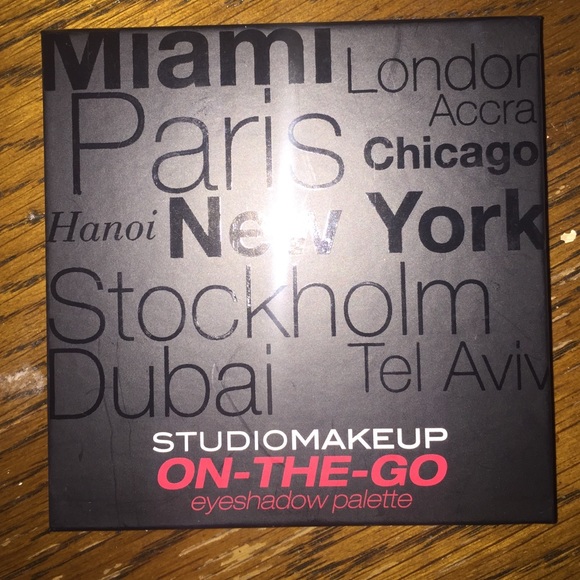 Miami
London
Accra
Paris
Chicago
Hanoi
New York
Stockholm
Dubai
Tel Aviv
STUDIOMAKEUP
ON-THE-GO
eyeshadow palette